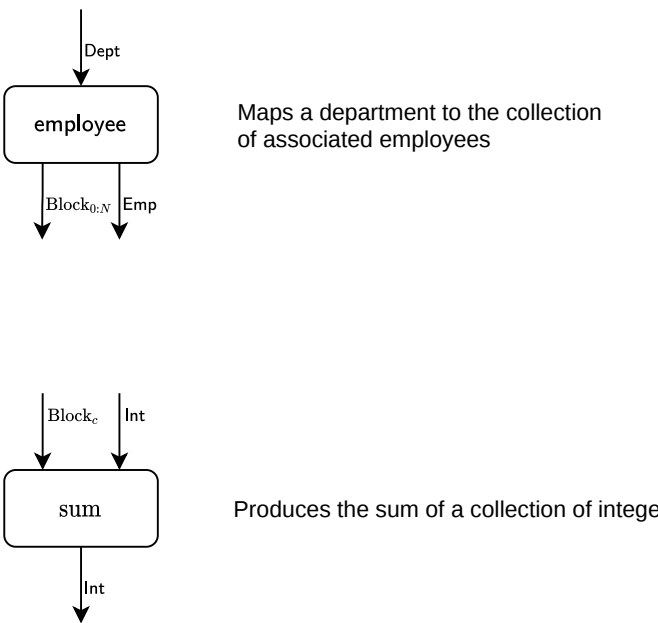 Dept
employee
Maps a department to the collection
of associated employees
Block0:N Emp
Blockc Int
sum
Produces the sum of a collection of intege
Int